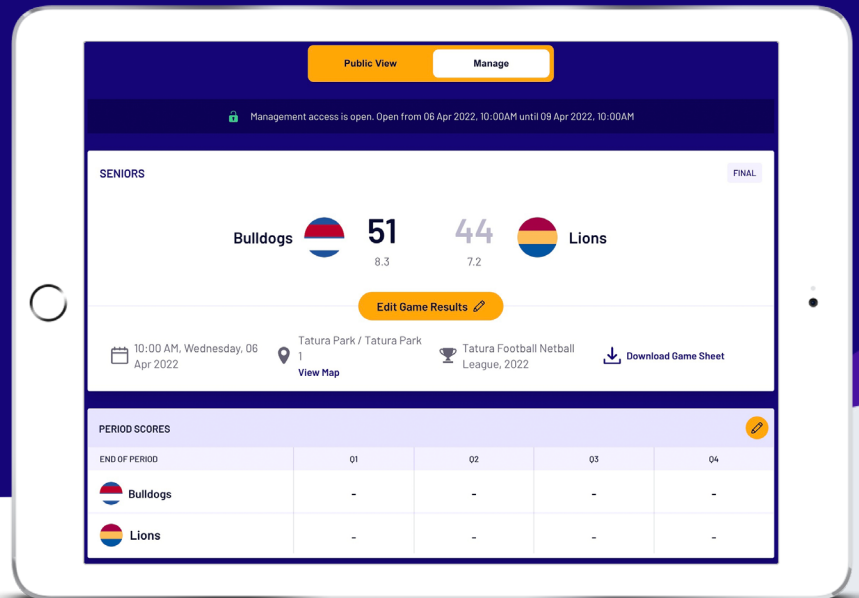 Public View
Manage
Management access is open. Open from 06 Apr 2022, 10:00AM until 09 Apr 2022, 10:00AM
SENIORS
FINAL
Bulldogs
51
8.3
44
7.2
Lions
Edit Game Results
10:00 AM, Wednesday, 06
Apr 2022
Tatura Park / Tatura Park
1
View Map
Tatura Football Netball
League, 2022
Download Game Sheet
PERIOD SCORES
END OF PERIOD
Q1
Q2
Q3
Q4
Bulldogs
-
-
-
-
Lions
-
-
-
-